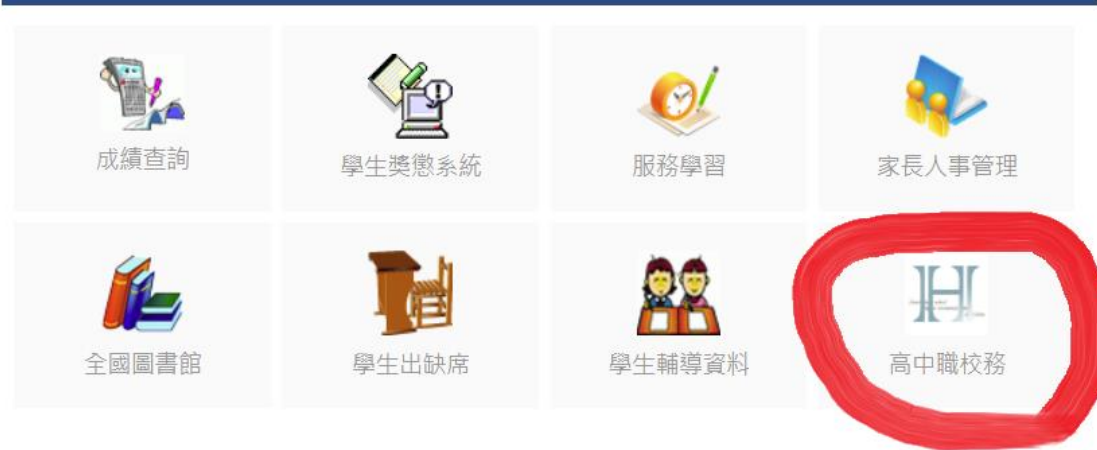 成績查詢
學生獎懲系統
服務學習
家長人事管理
全國圖書館
學生出缺席
學生輔導資料
H
高中職校務